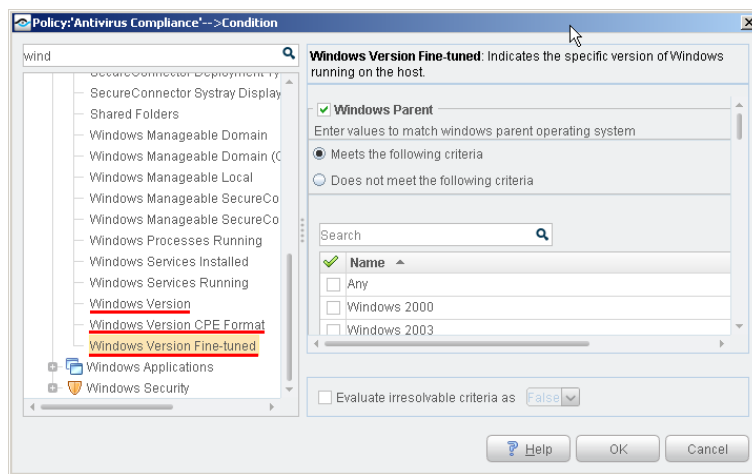 Policy:'Antivirus Compliance'-->Condition
wind
SecureConnector Deployment Ty
SecureConnector Systray Display
Shared Folders
Windows Manageable Domain
Windows Manageable Domain (C
Windows Manageable Local
Windows Manageable SecureCo
Windows Manageable SecureCo
Windows Processes Running
Windows Services Installed
Windows Services Running
Windows Version
Windows Version CPE Format
Windows Version Fine-tuned
Windows Applications
Windows Security
Windows Version Fine-tuned: Indicates the specific version of Windows
running on the host.
Windows Parent
Enter values to match windows parent operating system
Meets the following criteria
Does not meet the following criteria
Search
Name
Any
Windows 2000
Windows 2003
Evaluate irresolvable criteria as False
Help OK Cancel